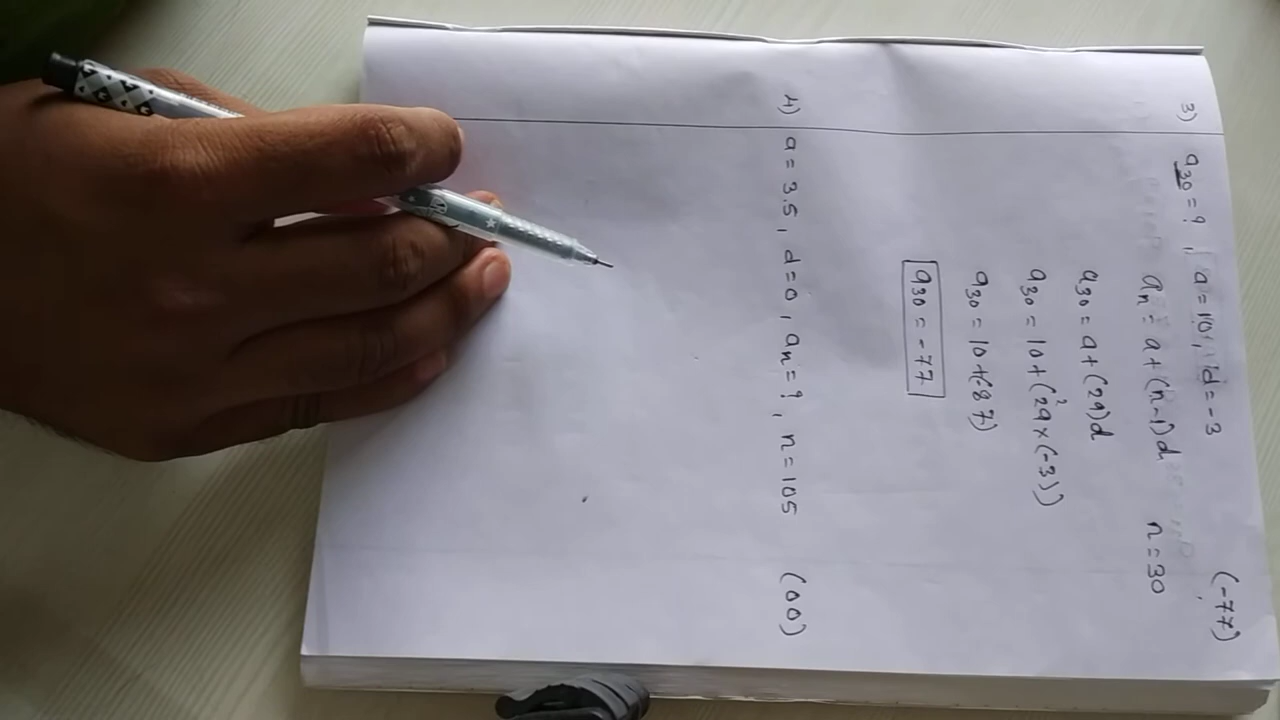 3) a30 = ? , a = 10, d = -3 (-77)
an = a + (n-1)d n = 30
a30 = a + (29)d
a30 = 10 + (29 × (-3))
a30 = 10 + (-87)
a30 = -77
4) a = 3.5, d = 0, an = ?, n = 105 (00)